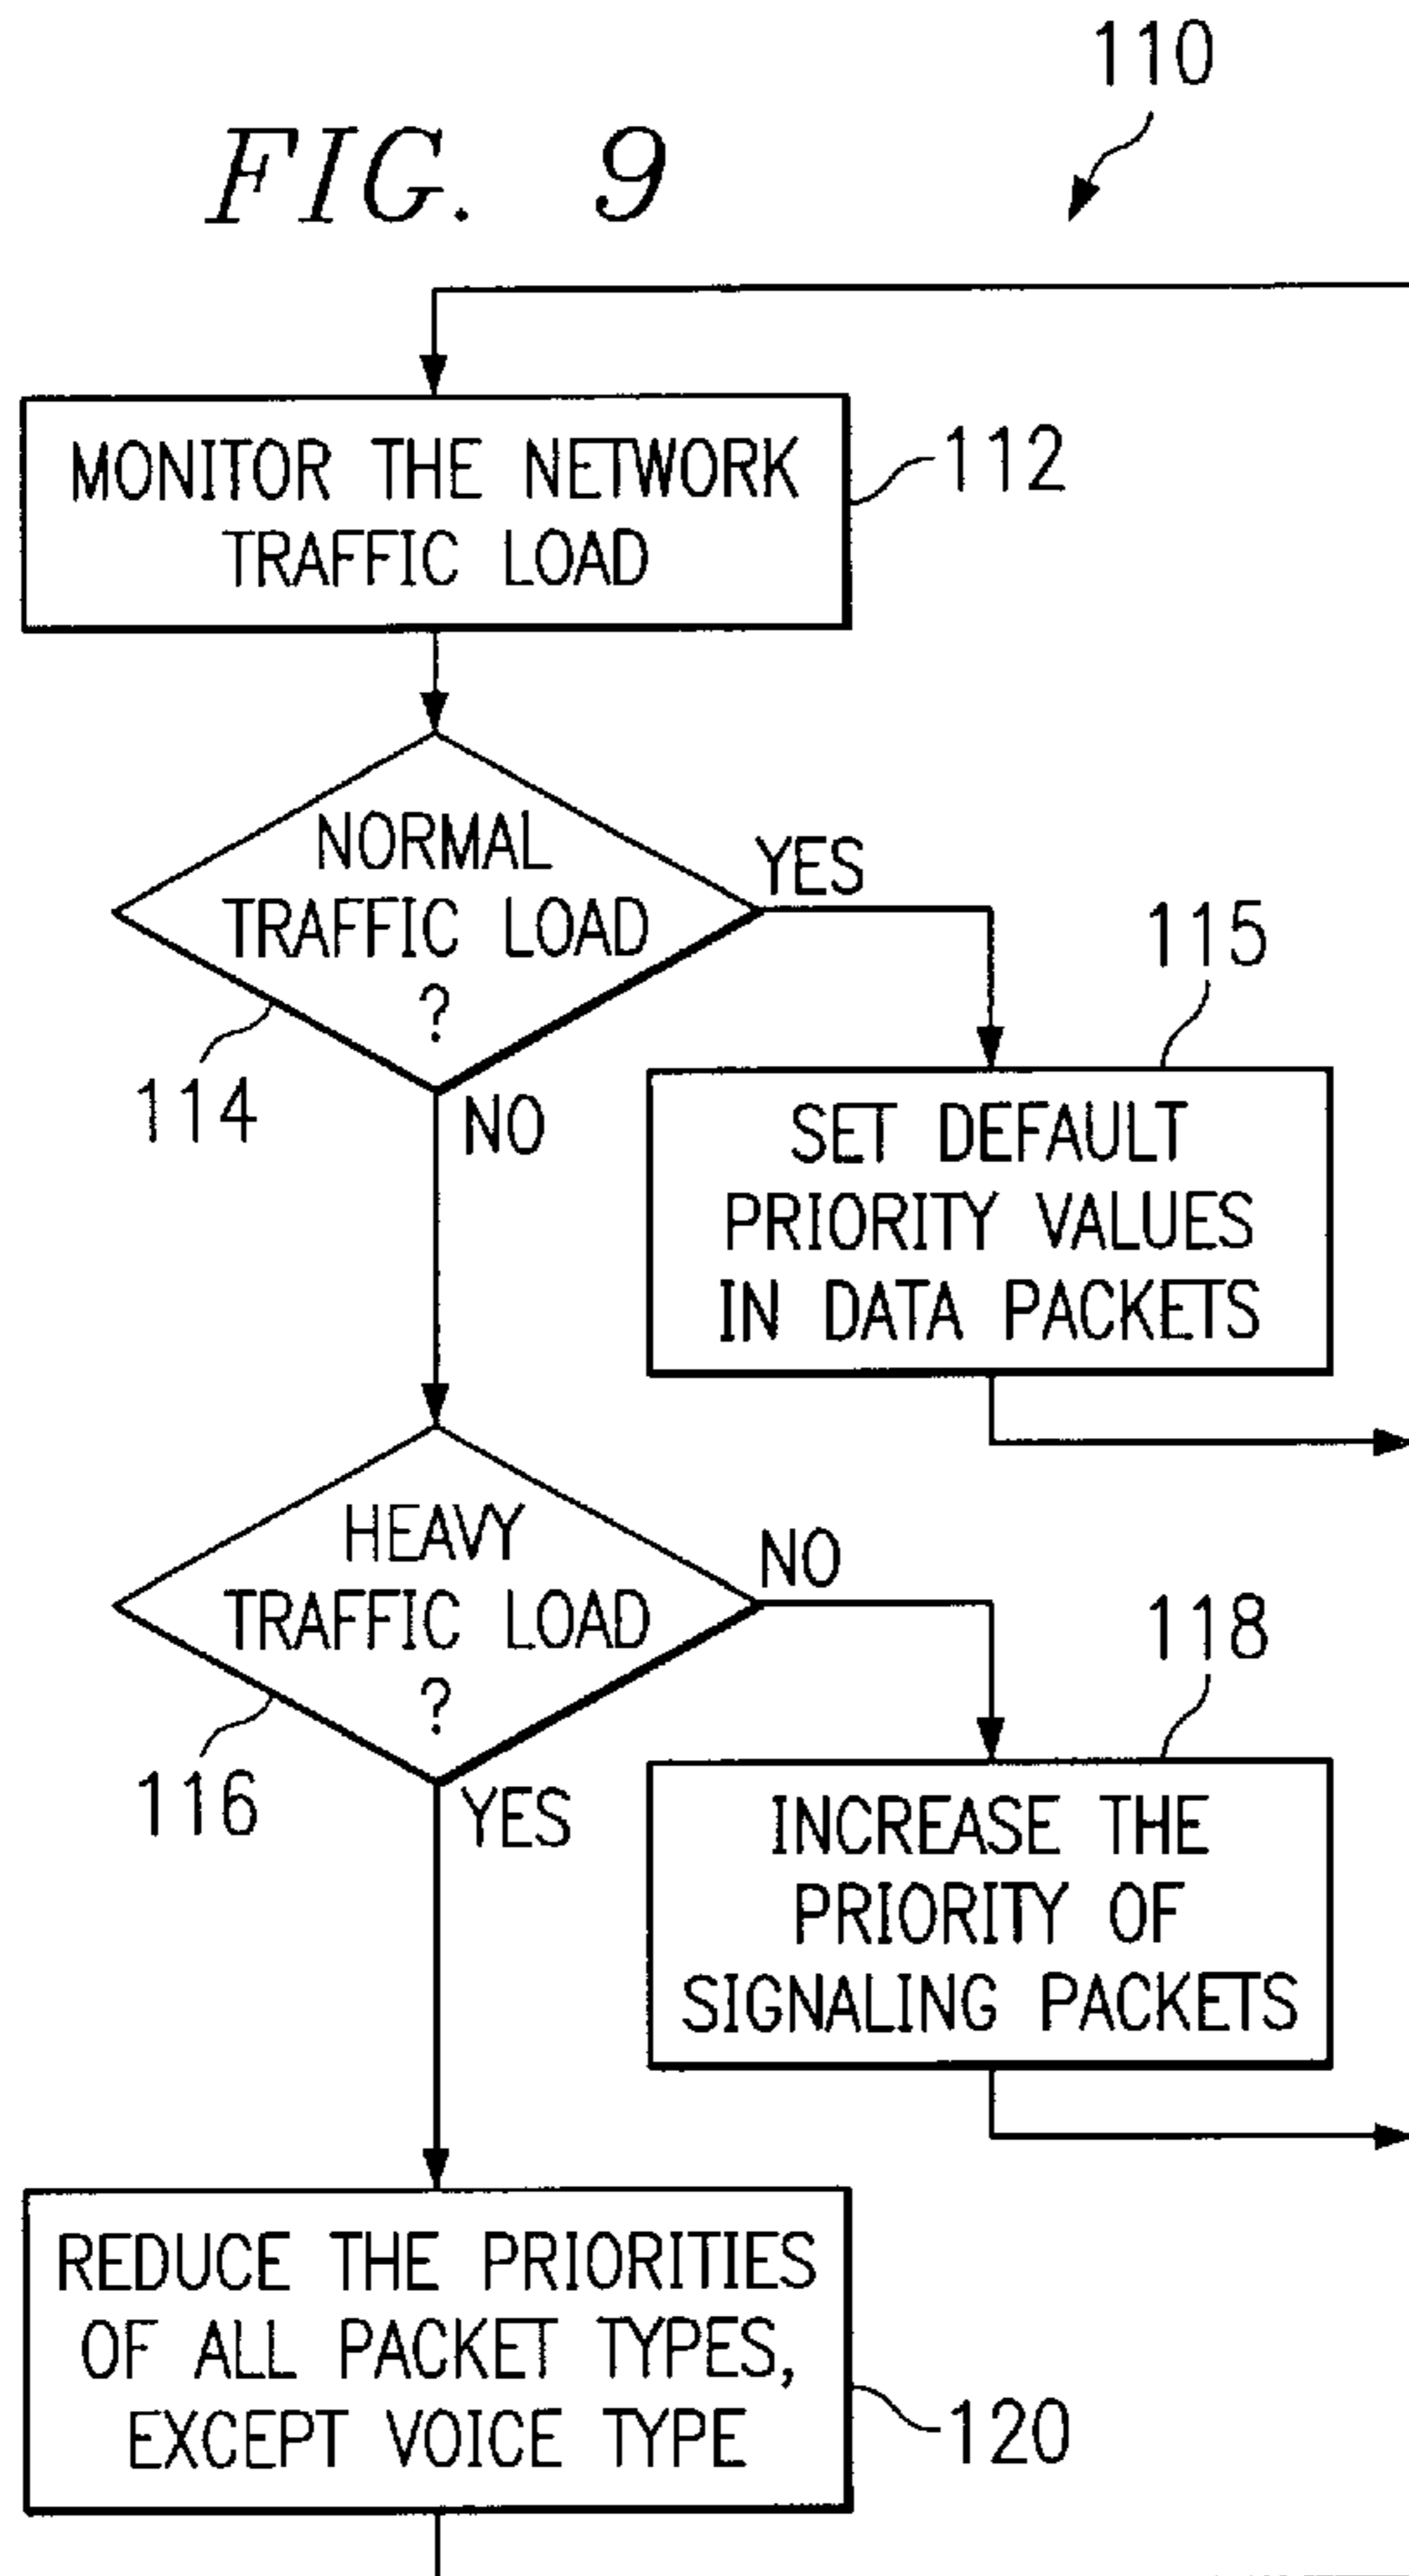 110
FIG. 9
MONITOR THE NETWORK
TRAFFIC LOAD
112
NORMAL
TRAFFIC LOAD
?
YES
114
NO
115
SET DEFAULT
PRIORITY VALUES
IN DATA PACKETS
HEAVY
TRAFFIC LOAD
?
NO
116
YES
118
INCREASE THE
PRIORITY OF
SIGNALING PACKETS
REDUCE THE PRIORITIES
OF ALL PACKET TYPES,
EXCEPT VOICE TYPE
120